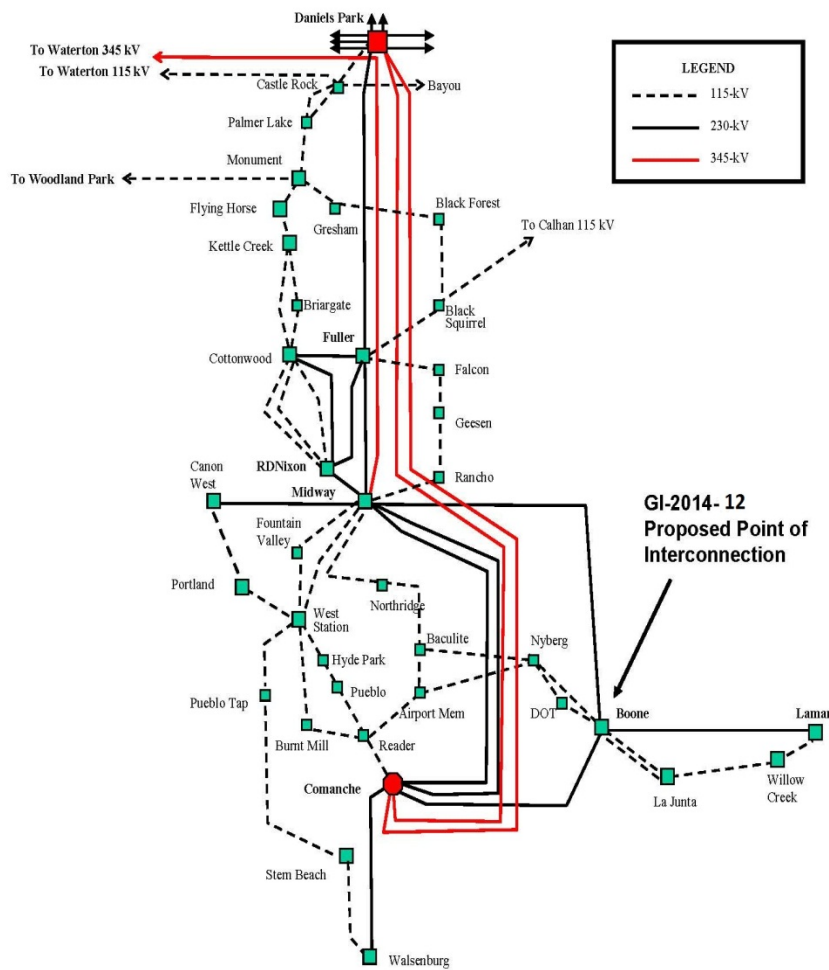 Daniels Park
To Waterton 345 kV
To Waterton 115 kV
Castle Rock
Bayou
LEGEND
115-kV
230-kV
345-kV
Palmer Lake
Monument
To Woodland Park
Flying Horse
Gresham
Black Forest
To Calhan 115 kV
Kettle Creek
Briargate
Black
Squirrel
Fuller
Cottonwood
Falcon
Geesen
RDNixon
Rancho
Canon
West
Midway
GI-2014- 12
Proposed Point of
Interconnection
Fountain
Valley
Portland
Northridge
West
Station
Baculite
Nyberg
Hyde Park
Pueblo
Pueblo Tap
Airport Mem
DOT
Boone
Lamar
Burnt Mill
Reader
Comanche
La Junta
Willow
Creek
Stem Beach
Walsenburg